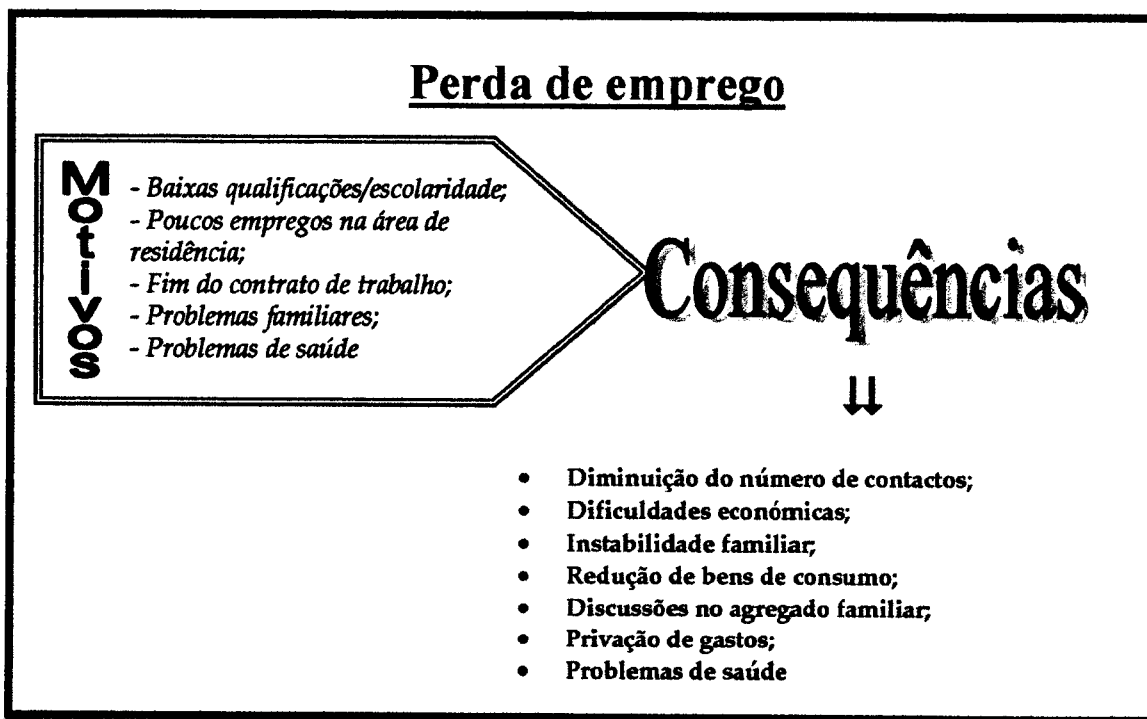 Perda de emprego
Motivos
- Baixas qualificações/escolaridade;
- Poucos empregos na área de
residência;
- Fim do contrato de trabalho;
- Problemas familiares;
- Problemas de saúde
Consequências
• Diminuição do número de contactos;
• Dificuldades económicas;
• Instabilidade familiar;
• Redução de bens de consumo;
• Discussões no agregado familiar;
• Privação de gastos;
• Problemas de saúde